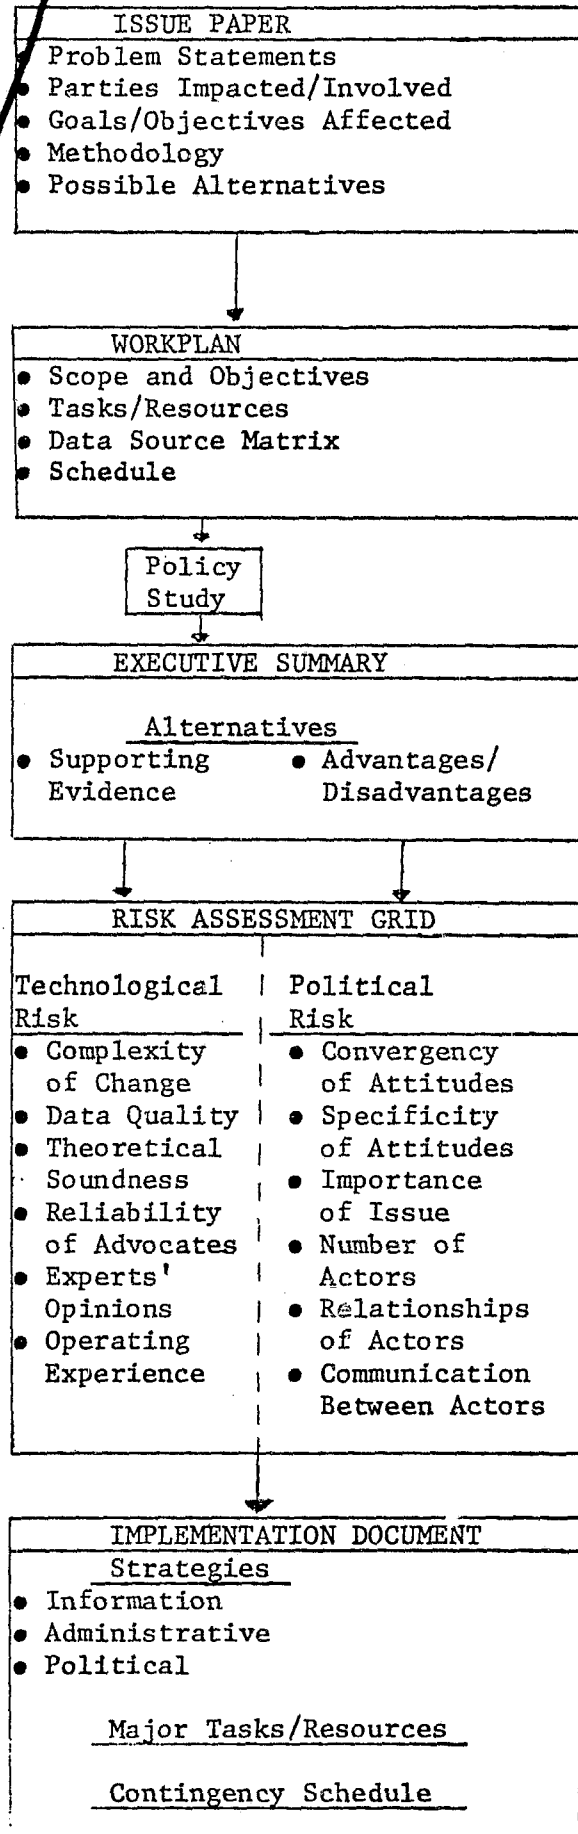 ISSUE PAPER
• Problem Statements
• Parties Impacted/Involved
• Goals/Objectives Affected
• Methodology
• Possible Alternatives
WORKPLAN
• Scope and Objectives
• Tasks/Resources
• Data Source Matrix
• Schedule
Policy
Study
EXECUTIVE SUMMARY
Alternatives
• Supporting
Evidence
• Advantages/
Disadvantages
RISK ASSESSMENT GRID
Technological
Risk
• Complexity
of Change
• Data Quality
• Theoretical
Soundness
• Reliability
of Advocates
• Experts'
Opinions
• Operating
Experience
Political
Risk
• Convergency
of Attitudes
• Specificity
of Attitudes
• Importance
of Issue
• Number of
Actors
• Relationships
of Actors
• Communication
Between Actors
IMPLEMENTATION DOCUMENT
Strategies
• Information
• Administrative
• Political
Major Tasks/Resources
Contingency Schedule